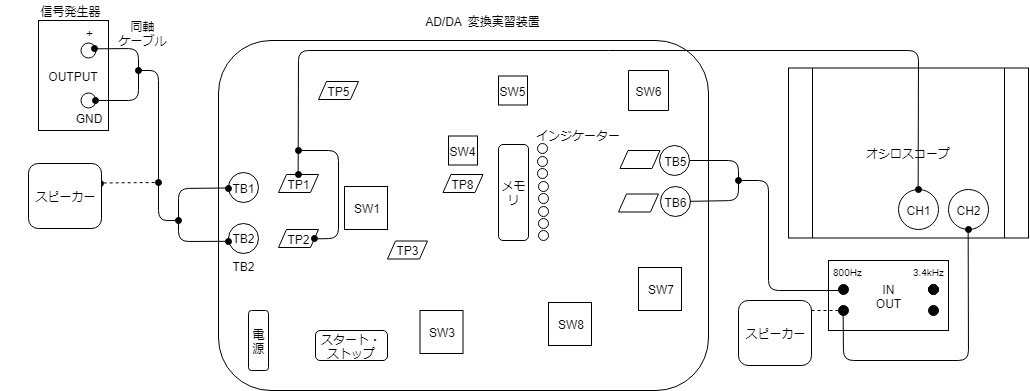 信号発生器
+
OUTPUT
GND
同軸
ケーブル
AD/DA 変換実習装置
スピーカー
TB1
TB2
TB2
TP5
TP1
TP2
SW1
TP3
SW4
TP8
SW5
SW6
インジケーター
メモ
リ
TB5
TB6
電
源
スタート・
ストップ
SW3
SW8
SW7
オシロスコープ
CH1
CH2
800Hz
3.4kHz
IN
OUT
スピーカー